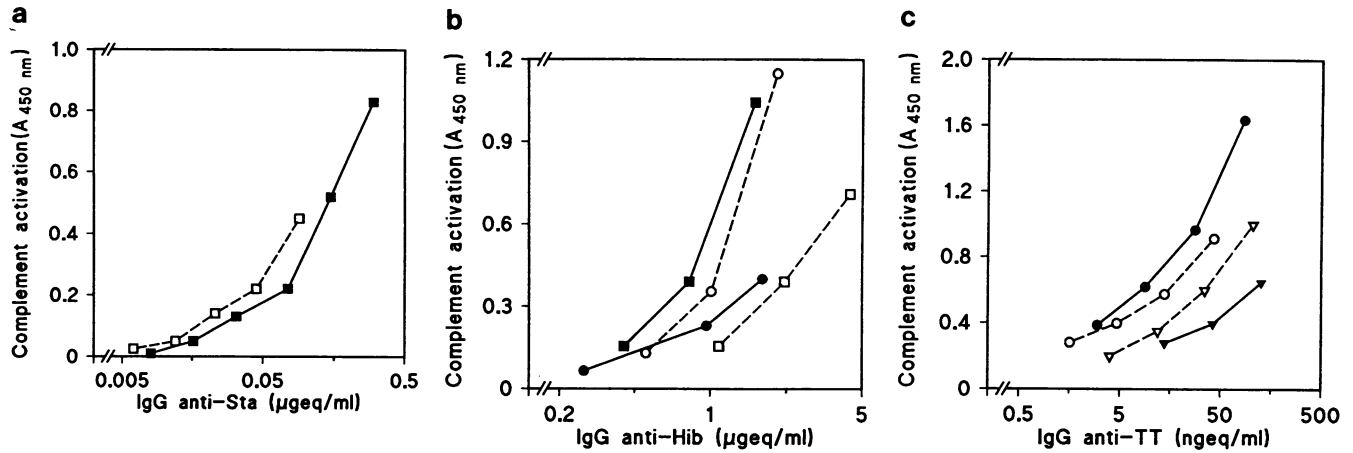 a
Complement activation (A 450 nm)
1.0
0.8
0.6
0.4
0.2
0
0.005 0.05 0.5
IgG anti-Sta (µgeq/ml)
b
Complement activation (A 450 nm)
1.2
0.9
0.6
0.3
0
0.2 1 5
IgG anti-Hib (µgeq/ml)
c
Complement activation (A 450 nm)
2.0
1.6
1.2
0.8
0.4
0
0.5 5 50 500
IgG anti-TT (ngeq/ml)